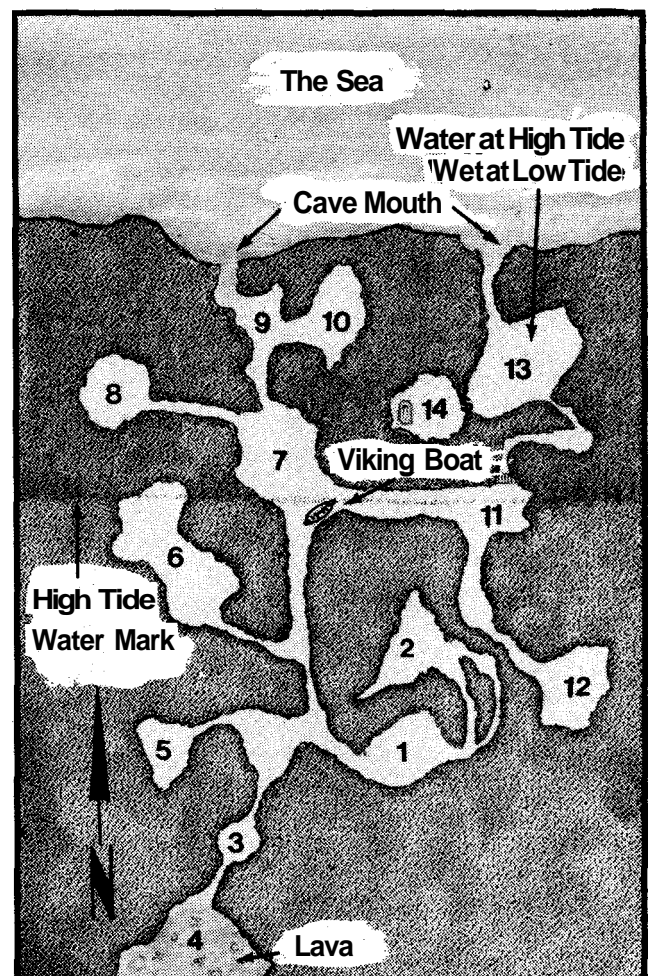 The Sea
Water at High Tide
Wet at Low Tide
Cave Mouth
9
10
8
13
14
7
Viking Boat
11
6
High Tide
Water Mark
2
12
5
1
3
N
4
Lava